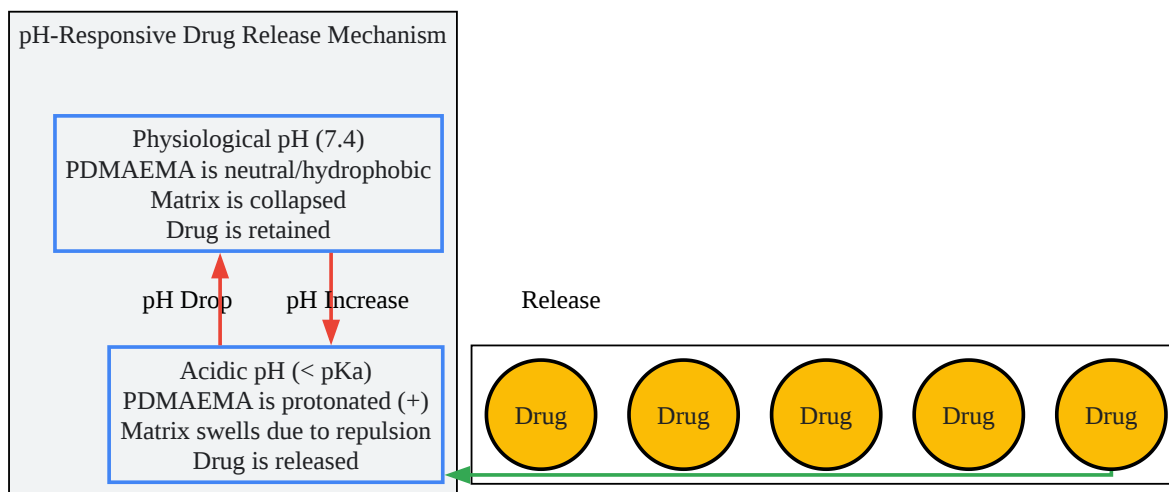 pH-Responsive Drug Release Mechanism
Physiological pH (7.4)
PDMAEMA is neutral/hydrophobic
Matrix is collapsed
Drug is retained
pH Drop
pH Increase
Release
Acidic pH (< pKa)
PDMAEMA is protonated (+)
Matrix swells due to repulsion
Drug is released
Drug
Drug
Drug
Drug
Drug